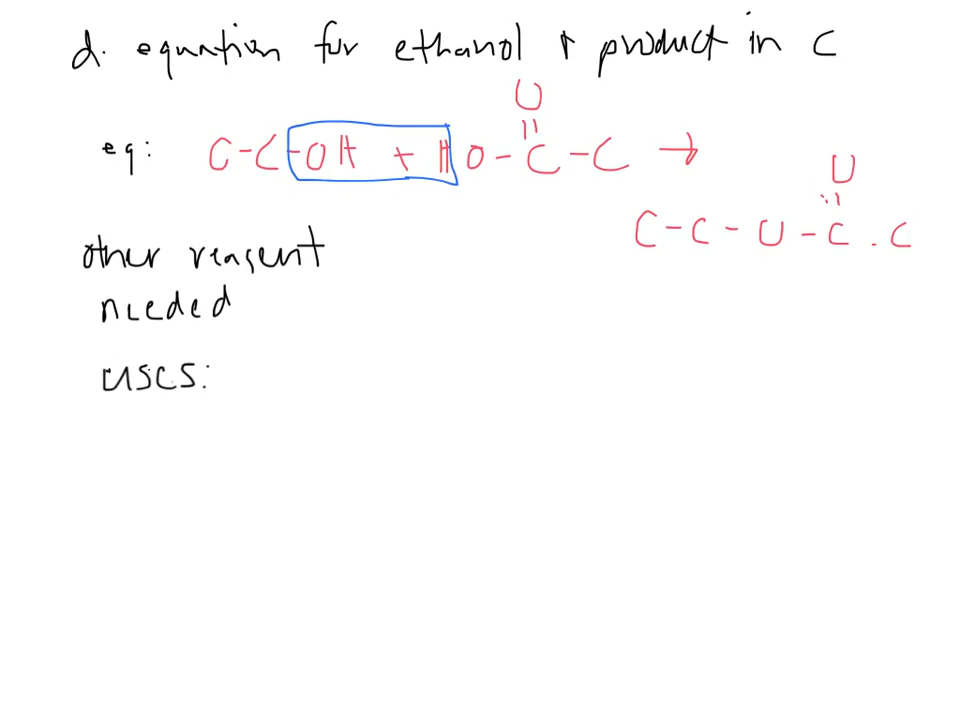 d. equation for ethanol + product in C
O
||
eq: C-C-OH + HO-C-C →
O
||
C-C-O-C.C
other reagent
needed
uses: